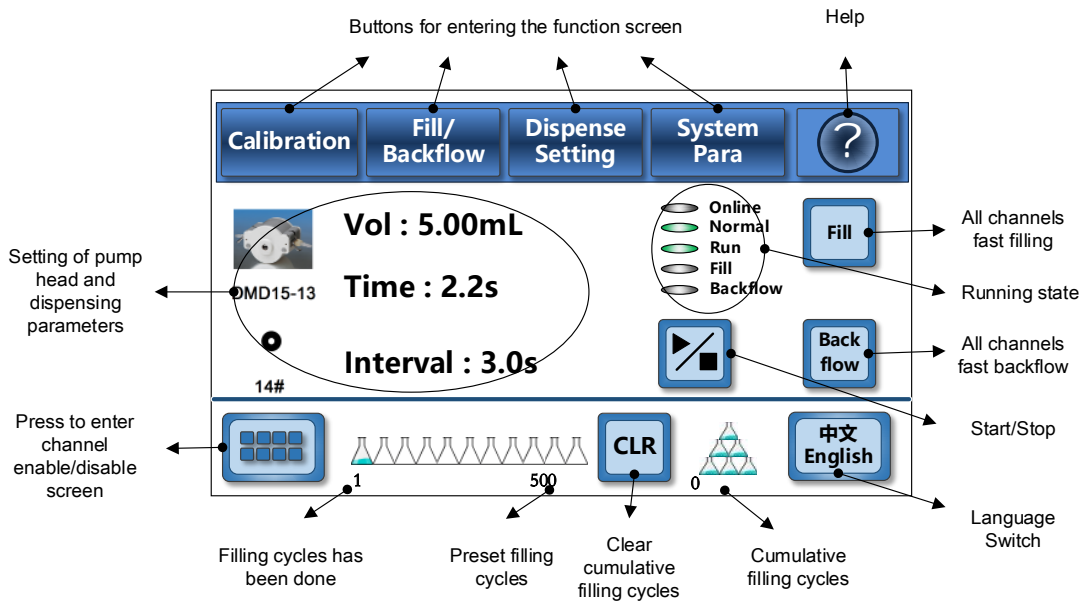 Buttons for entering the function screen
Help
Calibration
Fill/
Backflow
Dispense
Setting
System
Para
?
Vol : 5.00mL
Time : 2.2s
Interval : 3.0s
DMD15-13
14#
Online
Normal
Run
Fill
Backflow
Fill
Back
flow
Setting of pump
head and
dispensing
parameters
All channels
fast filling
Running state
All channels
fast backflow
Start/Stop
Press to enter
channel
enable/disable
screen
1
500
CLR
0
中文
English
Language
Switch
Filling cycles has
been done
Preset filling
cycles
Clear
cumulative
filling cycles
Cumulative
filling cycles